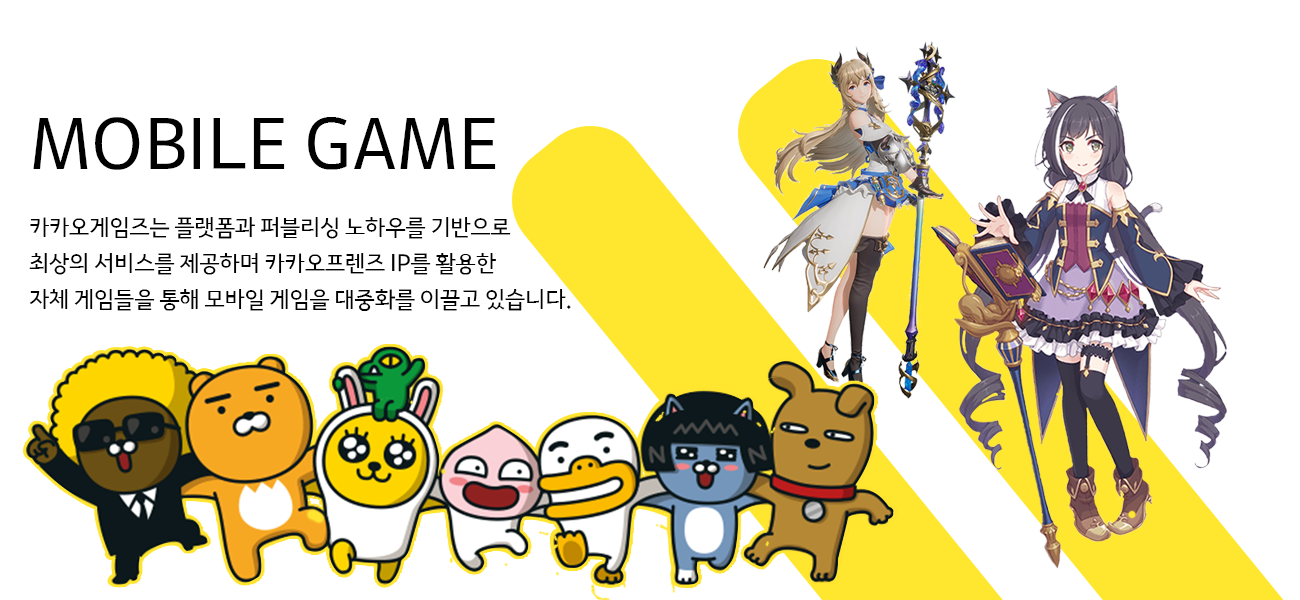 MOBILE GAME
카카오게임즈는 플랫폼과 퍼블리싱 노하우를 기반으로
최상의 서비스를 제공하며 카카오프렌즈 IP를 활용한
자체 게임들을 통해 모바일 게임을 대중화를 이끌고 있습니다.